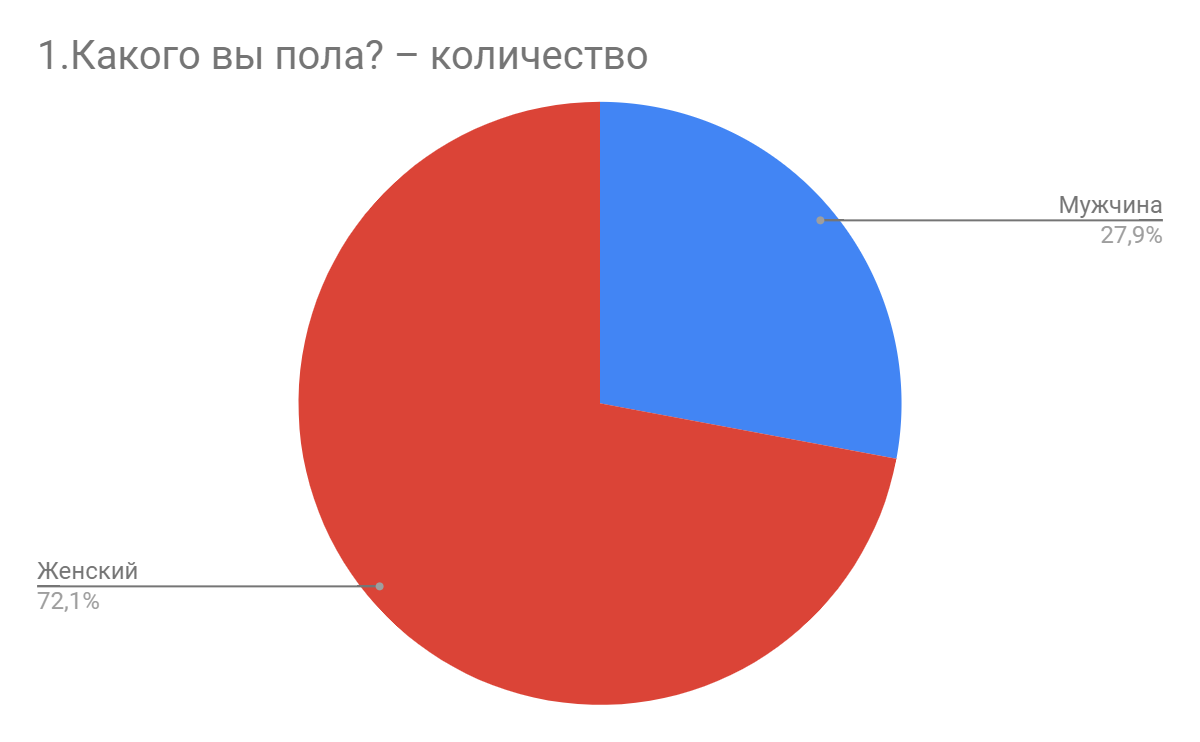 1.Какого вы пола? – количество
Мужчина
27,9%
Женский
72,1%